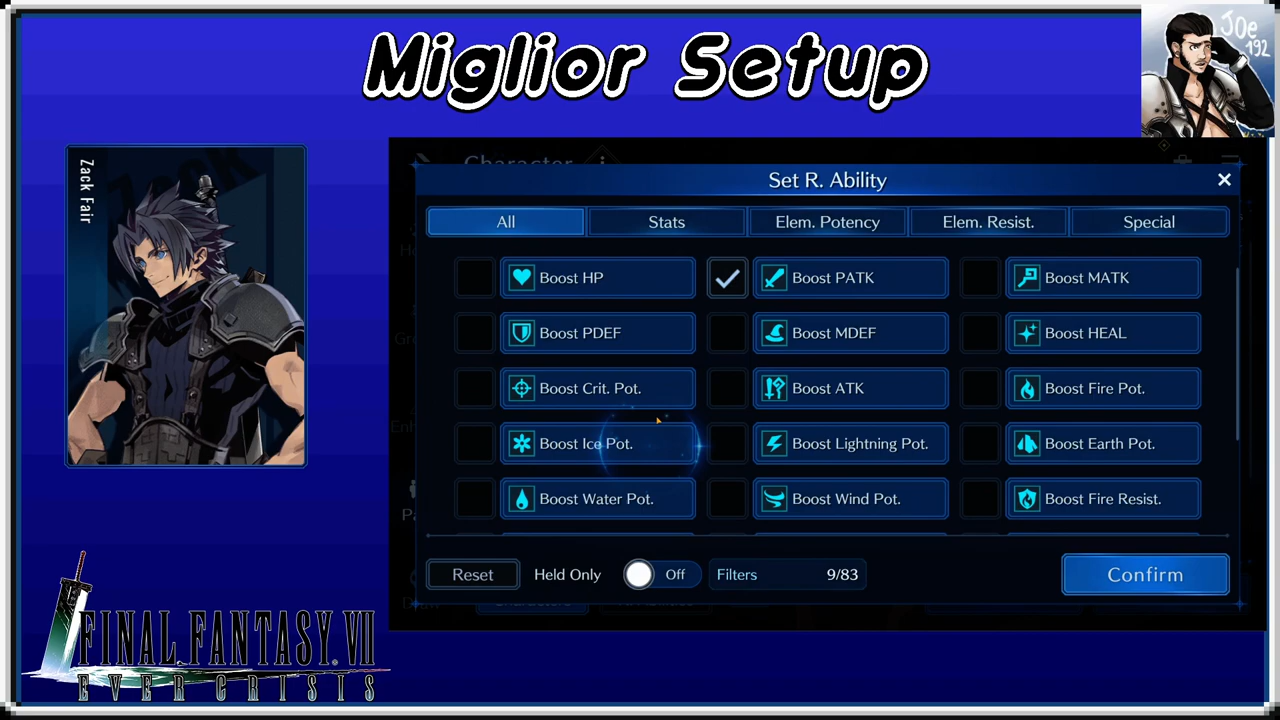 Miglior Setup
JOe
192
Zack Fair
Character
Set R. Ability
All
Stats
Elem. Potency
Elem. Resist.
Special
Boost HP
Boost PATK
Boost MATK
Boost PDEF
Boost MDEF
Boost HEAL
Boost Crit. Pot.
Boost ATK
Boost Fire Pot.
Boost Ice Pot.
Boost Lightning Pot.
Boost Earth Pot.
Boost Water Pot.
Boost Wind Pot.
Boost Fire Resist.
Reset
Held Only
Off
Filters
9/83
Confirm
FINAL FANTASY VII
EVER CRISIS